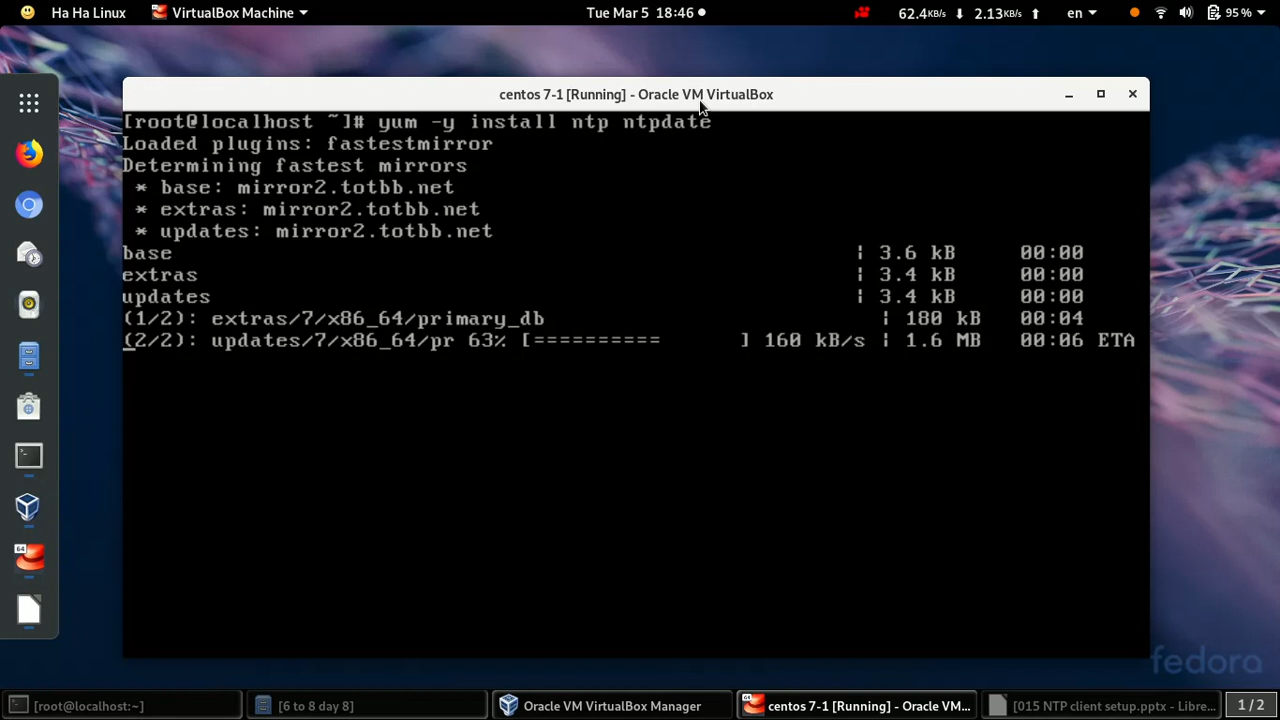 Ha Ha Linux VirtualBox Machine Tue Mar 5 18:46 62.4KB/s 2.13KB/s en 95 %
centos 7-1 [Running] - Oracle VM VirtualBox
[root@localhost ~]# yum -y install ntp ntpdate
Loaded plugins: fastestmirror
Determining fastest mirrors
 * base: mirror2.totbb.net
 * extras: mirror2.totbb.net
 * updates: mirror2.totbb.net
base | 3.6 kB 00:00
extras | 3.4 kB 00:00
updates | 3.4 kB 00:00
(1/2): extras/7/x86_64/primary_db | 180 kB 00:04
(2/2): updates/7/x86_64/pr 63% [========== ] 160 kB/s | 1.6 MB 00:06 ETA
64
fedora
[root@localhost:~] [6 to 8 day 8] Oracle VM VirtualBox Manager 64 centos 7-1 [Running] - Oracle VM... [015 NTP client setup.pptx - Libre... 1 / 2